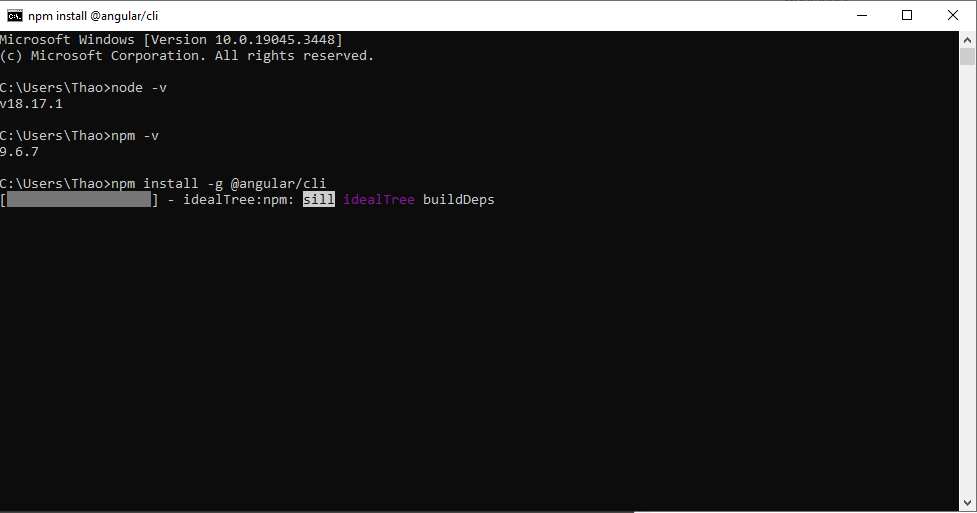 npm install @angular/cli
Microsoft Windows [Version 10.0.19045.3448]
(c) Microsoft Corporation. All rights reserved.
C:\Users\Thao>node -v
v18.17.1
C:\Users\Thao>npm -v
9.6.7
C:\Users\Thao>npm install -g @angular/cli
[                  ] - idealTree:npm: sill idealTree buildDeps